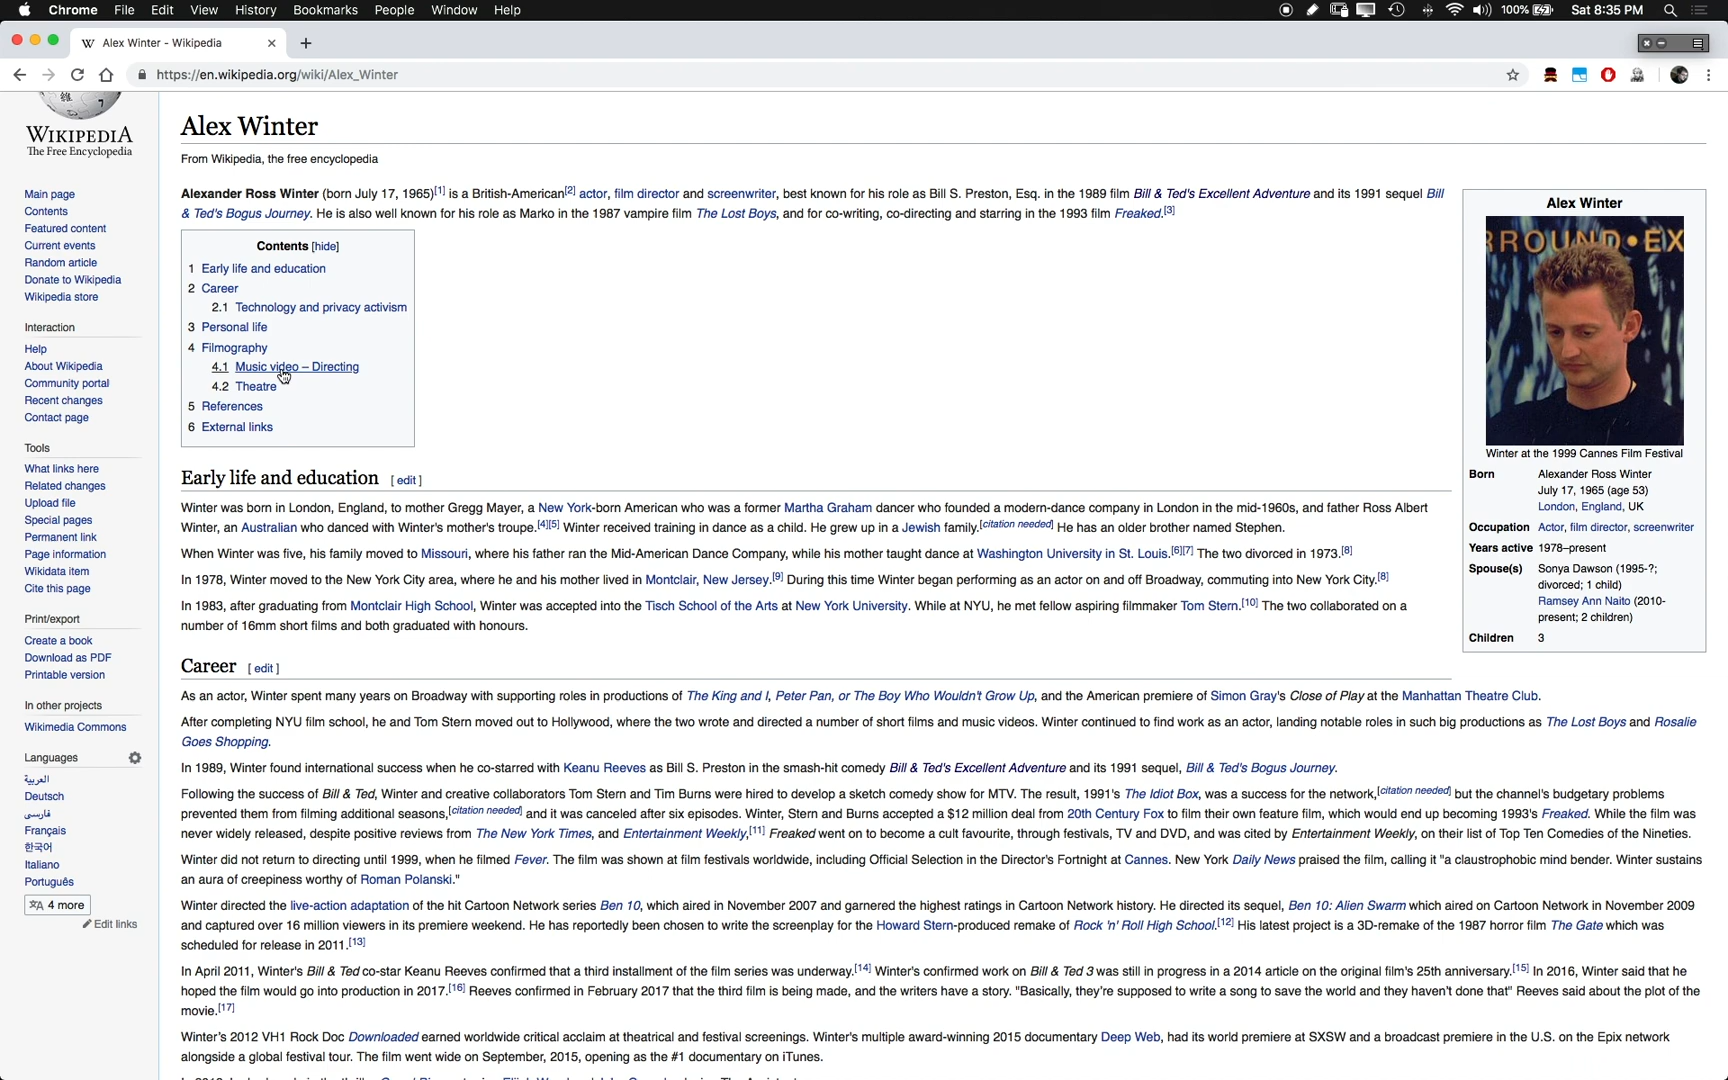 Chrome File Edit View History Bookmarks People Window Help 100% Sat 8:35 PM
W Alex Winter - Wikipedia
https://en.wikipedia.org/wiki/Alex_Winter
WIKIPEDIA
The Free Encyclopedia
Main page
Contents
Featured content
Current events
Random article
Donate to Wikipedia
Wikipedia store
Interaction
Help
About Wikipedia
Community portal
Recent changes
Contact page
Tools
What links here
Related changes
Upload file
Special pages
Permanent link
Page information
Wikidata item
Cite this page
Print/export
Create a book
Download as PDF
Printable version
In other projects
Wikimedia Commons
Languages
العربية
Deutsch
فارسی
Français
한국어
Italiano
Português
4 more
Edit links
Alex Winter
From Wikipedia, the free encyclopedia
Alexander Ross Winter (born July 17, 1965)[1] is a British-American[2] actor, film director and screenwriter, best known for his role as Bill S. Preston, Esq. in the 1989 film Bill & Ted's Excellent Adventure and its 1991 sequel Bill
& Ted's Bogus Journey. He is also well known for his role as Marko in the 1987 vampire film The Lost Boys, and for co-writing, co-directing and starring in the 1993 film Freaked.[3]
Contents [hide]
1 Early life and education
2 Career
2.1 Technology and privacy activism
3 Personal life
4 Filmography
4.1 Music video – Directing
4.2 Theatre
5 References
6 External links
Alex Winter
RROUND•EX
Winter at the 1999 Cannes Film Festival
Born Alexander Ross Winter
July 17, 1965 (age 53)
London, England, UK
Occupation Actor, film director, screenwriter
Years active 1978–present
Spouse(s) Sonya Dawson (1995-?;
divorced; 1 child)
Ramsey Ann Naito (2010-
present; 2 children)
Children 3
Early life and education [ edit ]
Winter was born in London, England, to mother Gregg Mayer, a New York-born American who was a former Martha Graham dancer who founded a modern-dance company in London in the mid-1960s, and father Ross Albert
Winter, an Australian who danced with Winter's mother's troupe.[4][5] Winter received training in dance as a child. He grew up in a Jewish family.[citation needed] He has an older brother named Stephen.
When Winter was five, his family moved to Missouri, where his father ran the Mid-American Dance Company, while his mother taught dance at Washington University in St. Louis.[6][7] The two divorced in 1973.[8]
In 1978, Winter moved to the New York City area, where he and his mother lived in Montclair, New Jersey.[9] During this time Winter began performing as an actor on and off Broadway, commuting into New York City.[8]
In 1983, after graduating from Montclair High School, Winter was accepted into the Tisch School of the Arts at New York University. While at NYU, he met fellow aspiring filmmaker Tom Stern.[10] The two collaborated on a
number of 16mm short films and both graduated with honours.
Career [ edit ]
As an actor, Winter spent many years on Broadway with supporting roles in productions of The King and I, Peter Pan, or The Boy Who Wouldn't Grow Up, and the American premiere of Simon Gray's Close of Play at the Manhattan Theatre Club.
After completing NYU film school, he and Tom Stern moved out to Hollywood, where the two wrote and directed a number of short films and music videos. Winter continued to find work as an actor, landing notable roles in such big productions as The Lost Boys and Rosalie
Goes Shopping.
In 1989, Winter found international success when he co-starred with Keanu Reeves as Bill S. Preston in the smash-hit comedy Bill & Ted's Excellent Adventure and its 1991 sequel, Bill & Ted's Bogus Journey.
Following the success of Bill & Ted, Winter and creative collaborators Tom Stern and Tim Burns were hired to develop a sketch comedy show for MTV. The result, 1991's The Idiot Box, was a success for the network,[citation needed] but the channel's budgetary problems
prevented them from filming additional seasons,[citation needed] and it was canceled after six episodes. Winter, Stern and Burns accepted a $12 million deal from 20th Century Fox to film their own feature film, which would end up becoming 1993's Freaked. While the film was
never widely released, despite positive reviews from The New York Times, and Entertainment Weekly,[11] Freaked went on to become a cult favourite, through festivals, TV and DVD, and was cited by Entertainment Weekly, on their list of Top Ten Comedies of the Nineties.
Winter did not return to directing until 1999, when he filmed Fever. The film was shown at film festivals worldwide, including Official Selection in the Director's Fortnight at Cannes. New York Daily News praised the film, calling it "a claustrophobic mind bender. Winter sustains
an aura of creepiness worthy of Roman Polanski."
Winter directed the live-action adaptation of the hit Cartoon Network series Ben 10, which aired in November 2007 and garnered the highest ratings in Cartoon Network history. He directed its sequel, Ben 10: Alien Swarm which aired on Cartoon Network in November 2009
and captured over 16 million viewers in its premiere weekend. He has reportedly been chosen to write the screenplay for the Howard Stern-produced remake of Rock 'n' Roll High School.[12] His latest project is a 3D-remake of the 1987 horror film The Gate which was
scheduled for release in 2011.[13]
In April 2011, Winter's Bill & Ted co-star Keanu Reeves confirmed that a third installment of the film series was underway.[14] Winter's confirmed work on Bill & Ted 3 was still in progress in a 2014 article on the original film's 25th anniversary.[15] In 2016, Winter said that he
hoped the film would go into production in 2017.[16] Reeves confirmed in February 2017 that the third film is being made, and the writers have a story. "Basically, they're supposed to write a song to save the world and they haven't done that" Reeves said about the plot of the
movie.[17]
Winter's 2012 VH1 Rock Doc Downloaded earned worldwide critical acclaim at theatrical and festival screenings. Winter's multiple award-winning 2015 documentary Deep Web, had its world premiere at SXSW and a broadcast premiere in the U.S. on the Epix network
alongside a global festival tour. The film went wide on September, 2015, opening as the #1 documentary on iTunes.